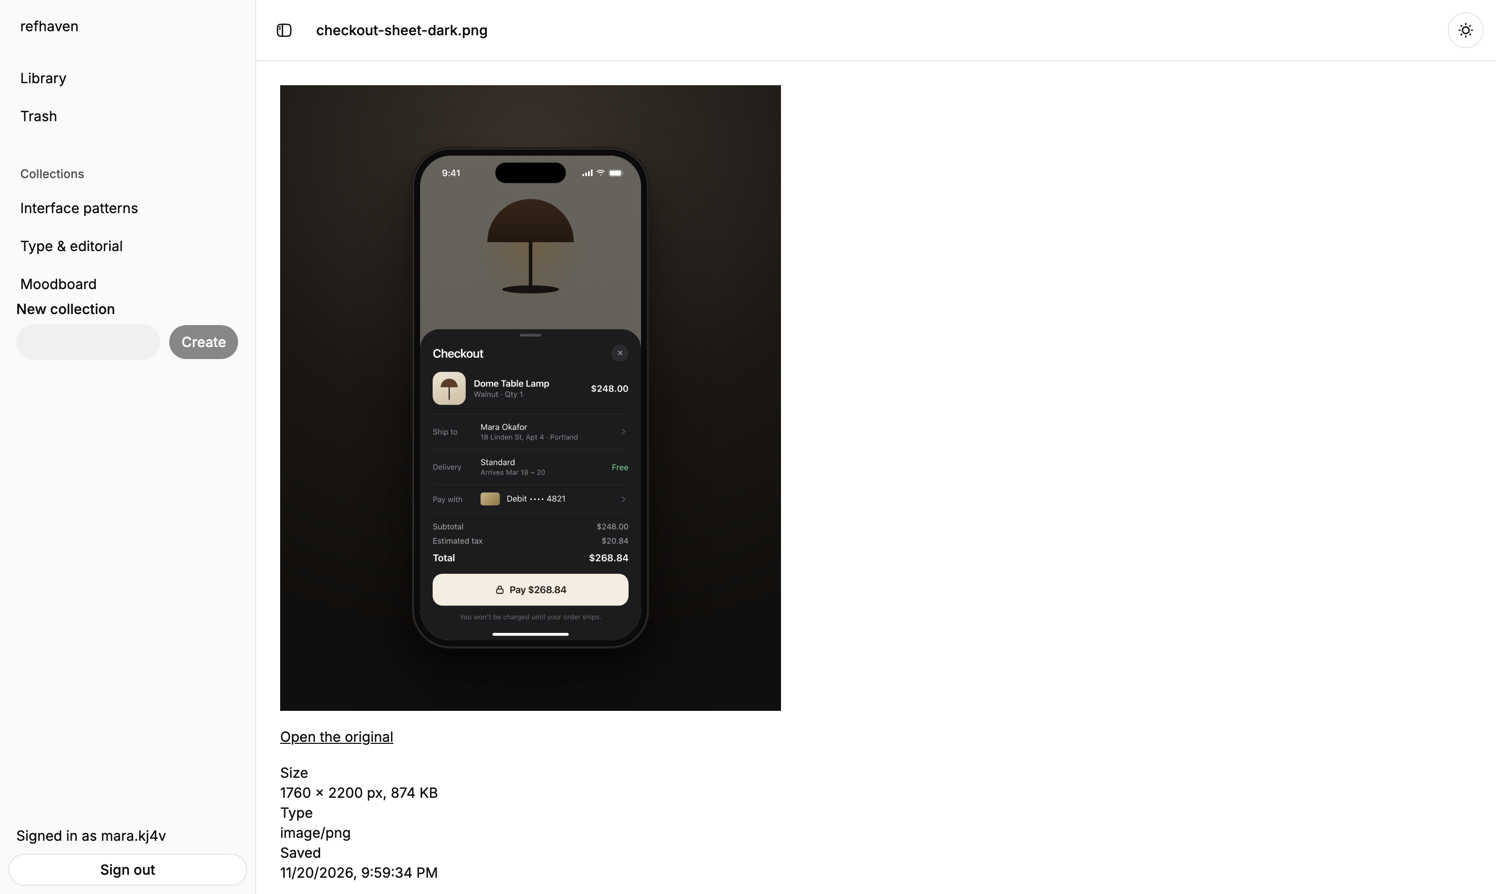 refhaven
Library
Trash
Collections
Interface patterns
Type & editorial
Moodboard
New collection
Create
Signed in as mara.kj4v
Sign out
checkout-sheet-dark.png
9:41
Checkout
Dome Table Lamp
Walnut · Qty 1
$248.00
Ship to
Mara Okafor
18 Linden St, Apt 4 · Portland
Delivery
Standard
Arrives Mar 18 – 20
Free
Pay with
Debit •••• 4821
Subtotal
$248.00
Estimated tax
$20.84
Total
$268.84
Pay $268.84
You won't be charged until your order ships.
Open the original
Size
1760 × 2200 px, 874 KB
Type
image/png
Saved
11/20/2026, 9:59:34 PM